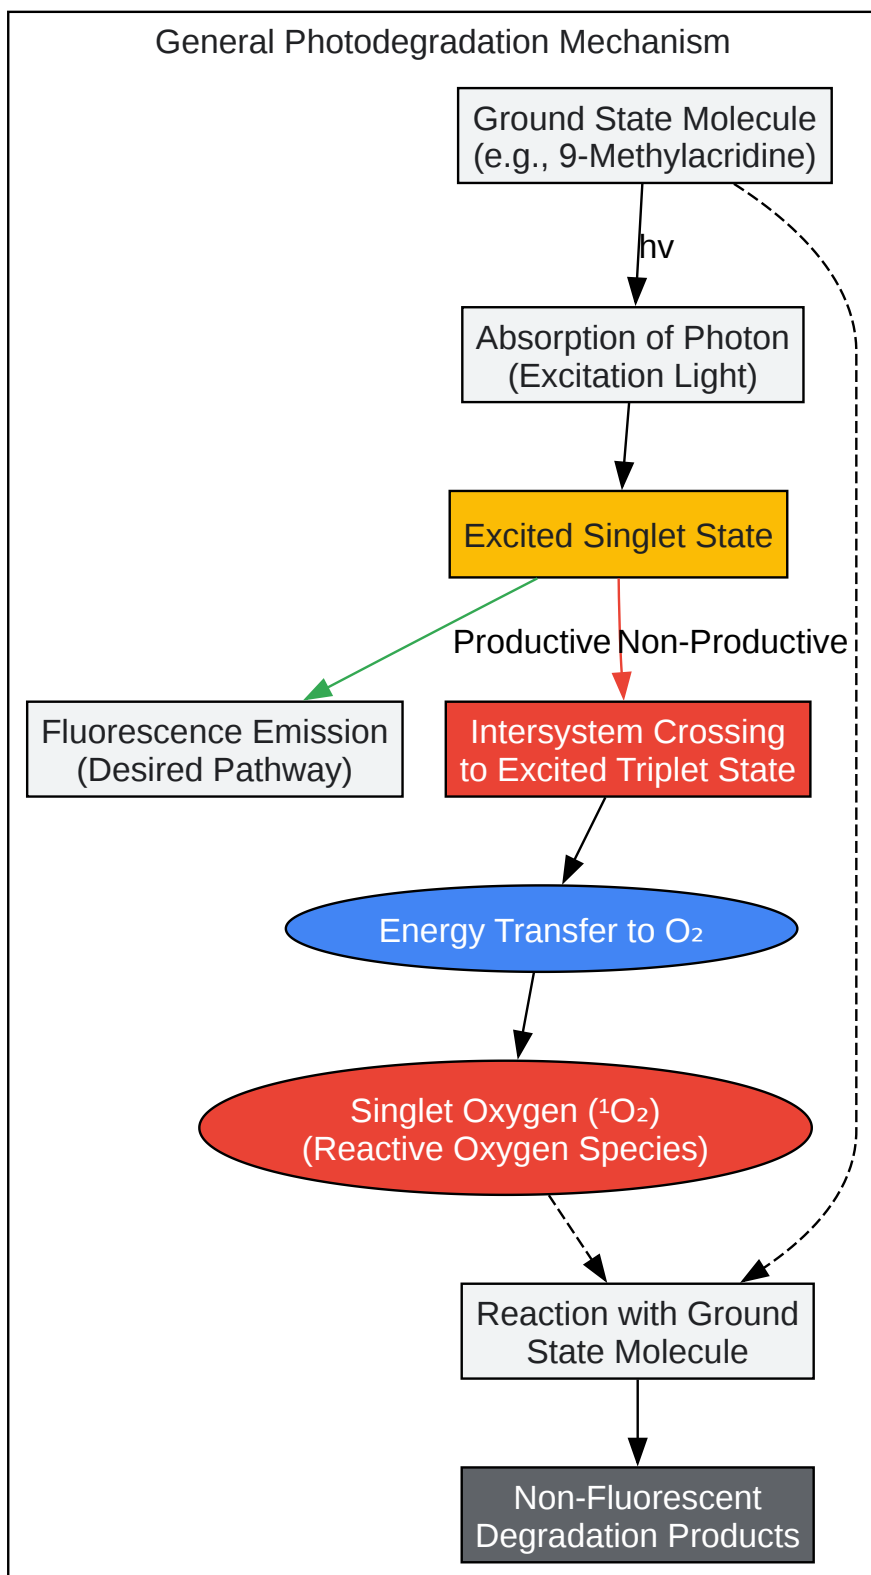 General Photodegradation Mechanism
Ground State Molecule
(e.g., 9-Methylacridine)
hv
Absorption of Photon
(Excitation Light)
Excited Singlet State
Productive
Non-Productive
Fluorescence Emission
(Desired Pathway)
Intersystem Crossing
to Excited Triplet State
Energy Transfer to O₂
Singlet Oxygen (¹O₂)
(Reactive Oxygen Species)
Reaction with Ground
State Molecule
Non-Fluorescent
Degradation Products